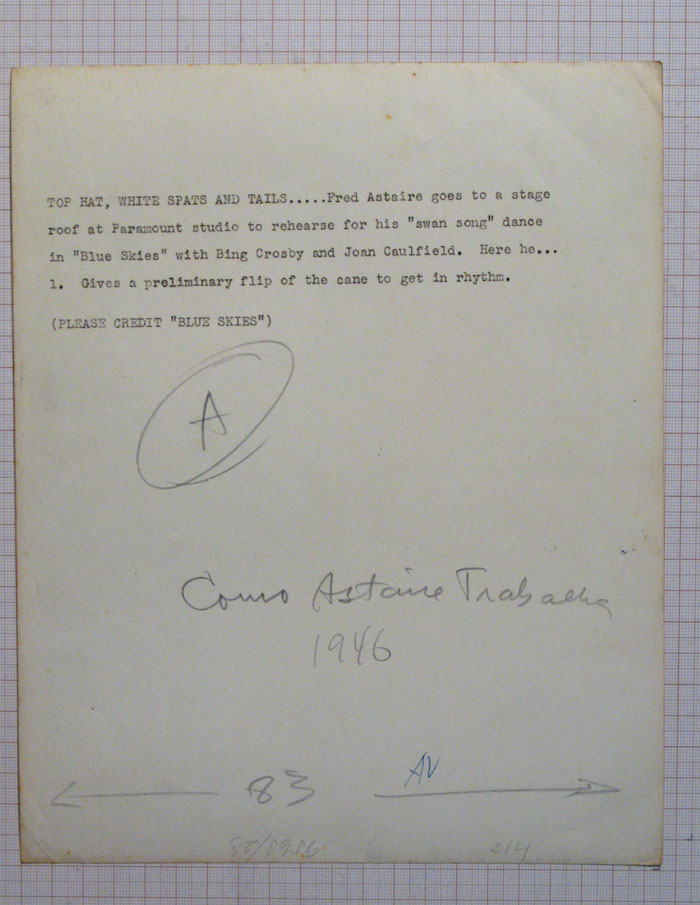 TOP HAT, WHITE SPATS AND TAILS.....Fred Astaire goes to a stage
roof at Paramount studio to rehearse for his "swan song" dance
in "Blue Skies" with Bing Crosby and Joan Caulfield.  Here he...
1.  Gives a preliminary flip of the cane to get in rhythm.
(PLEASE CREDIT "BLUE SKIES")
A
Como Astaire Trabalha
1946
AV
83
214